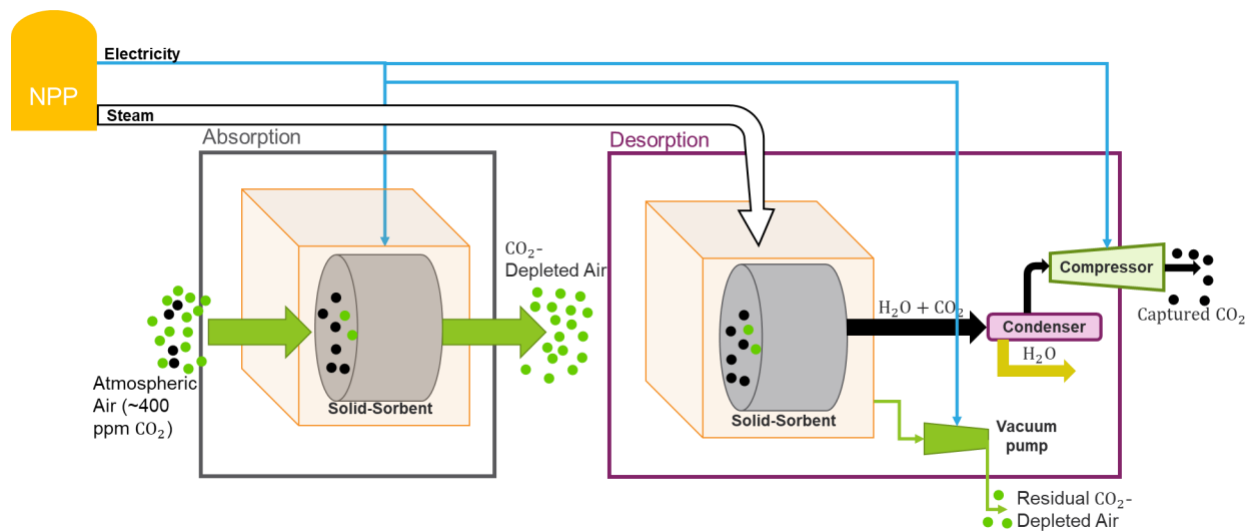 NPP
Electricity
Steam
Absorption
Desorption
CO₂-
Depleted Air
Atmospheric
Air (~400
ppm CO₂)
Solid-Sorbent
Solid-Sorbent
H₂O + CO₂
Condenser
H₂O
Compressor
Captured CO₂
Vacuum
pump
Residual CO₂-
Depleted Air